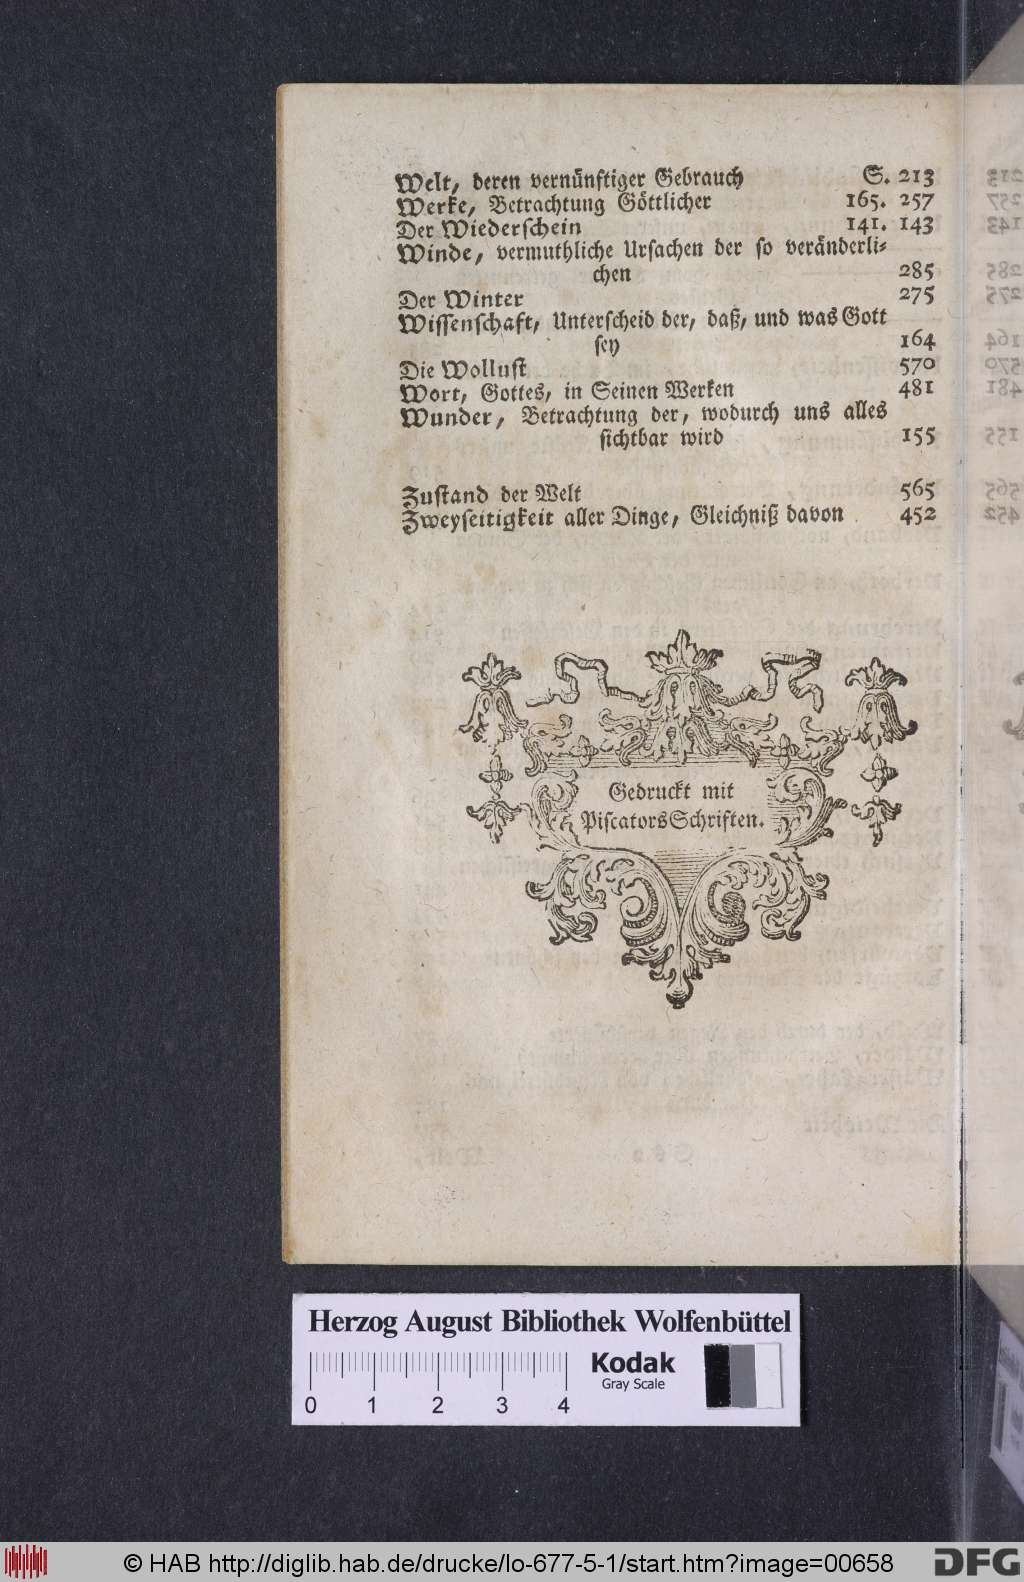 Welt, deren vernünftiger Gebrauch S. 213
Werke, Betrachtung Göttlicher 165. 257
Der Wiederschein 141. 143
Winde, vermuthliche Ursachen der so veränderli-
chen 285
Der Winter 275
Wissenschaft, Unterscheid der, daß, und was Gott
sey 164
Die Wollust 570
Wort, Gottes, in Seinen Werken 481
Wunder, Betrachtung der, wodurch uns alles
sichtbar wird 155
Zustand der Welt 565
Zweyseitigkeit aller Dinge, Gleichniß davon 452
Gedruckt mit
Piscators Schriften.
Herzog August Bibliothek Wolfenbüttel
Kodak
Gray Scale
0 1 2 3 4
© HAB http://diglib.hab.de/drucke/lo-677-5-1/start.htm?image=00658
DFG